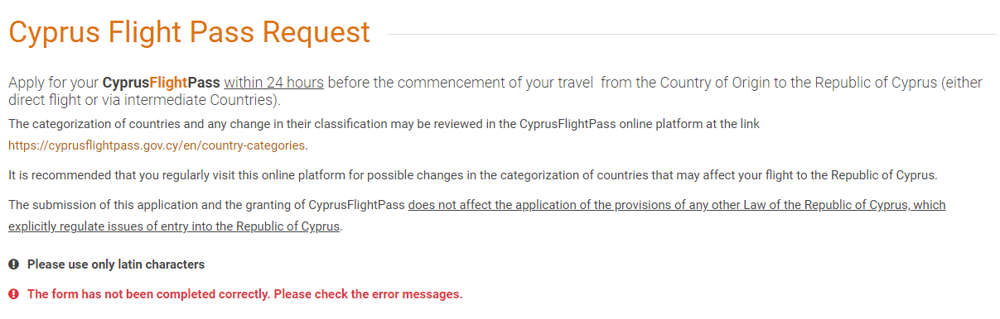 Cyprus Flight Pass Request
Apply for your CyprusFlightPass within 24 hours before the commencement of your travel from the Country of Origin to the Republic of Cyprus (either
direct flight or via intermediate Countries).
The categorization of countries and any change in their classification may be reviewed in the CyprusFlightPass online platform at the link
https://cyprusflightpass.gov.cy/en/country-categories.
It is recommended that you regularly visit this online platform for possible changes in the categorization of countries that may affect your flight to the Republic of Cyprus.
The submission of this application and the granting of CyprusFlightPass does not affect the application of the provisions of any other Law of the Republic of Cyprus, which
explicitly regulate issues of entry into the Republic of Cyprus.
Please use only latin characters
The form has not been completed correctly. Please check the error messages.